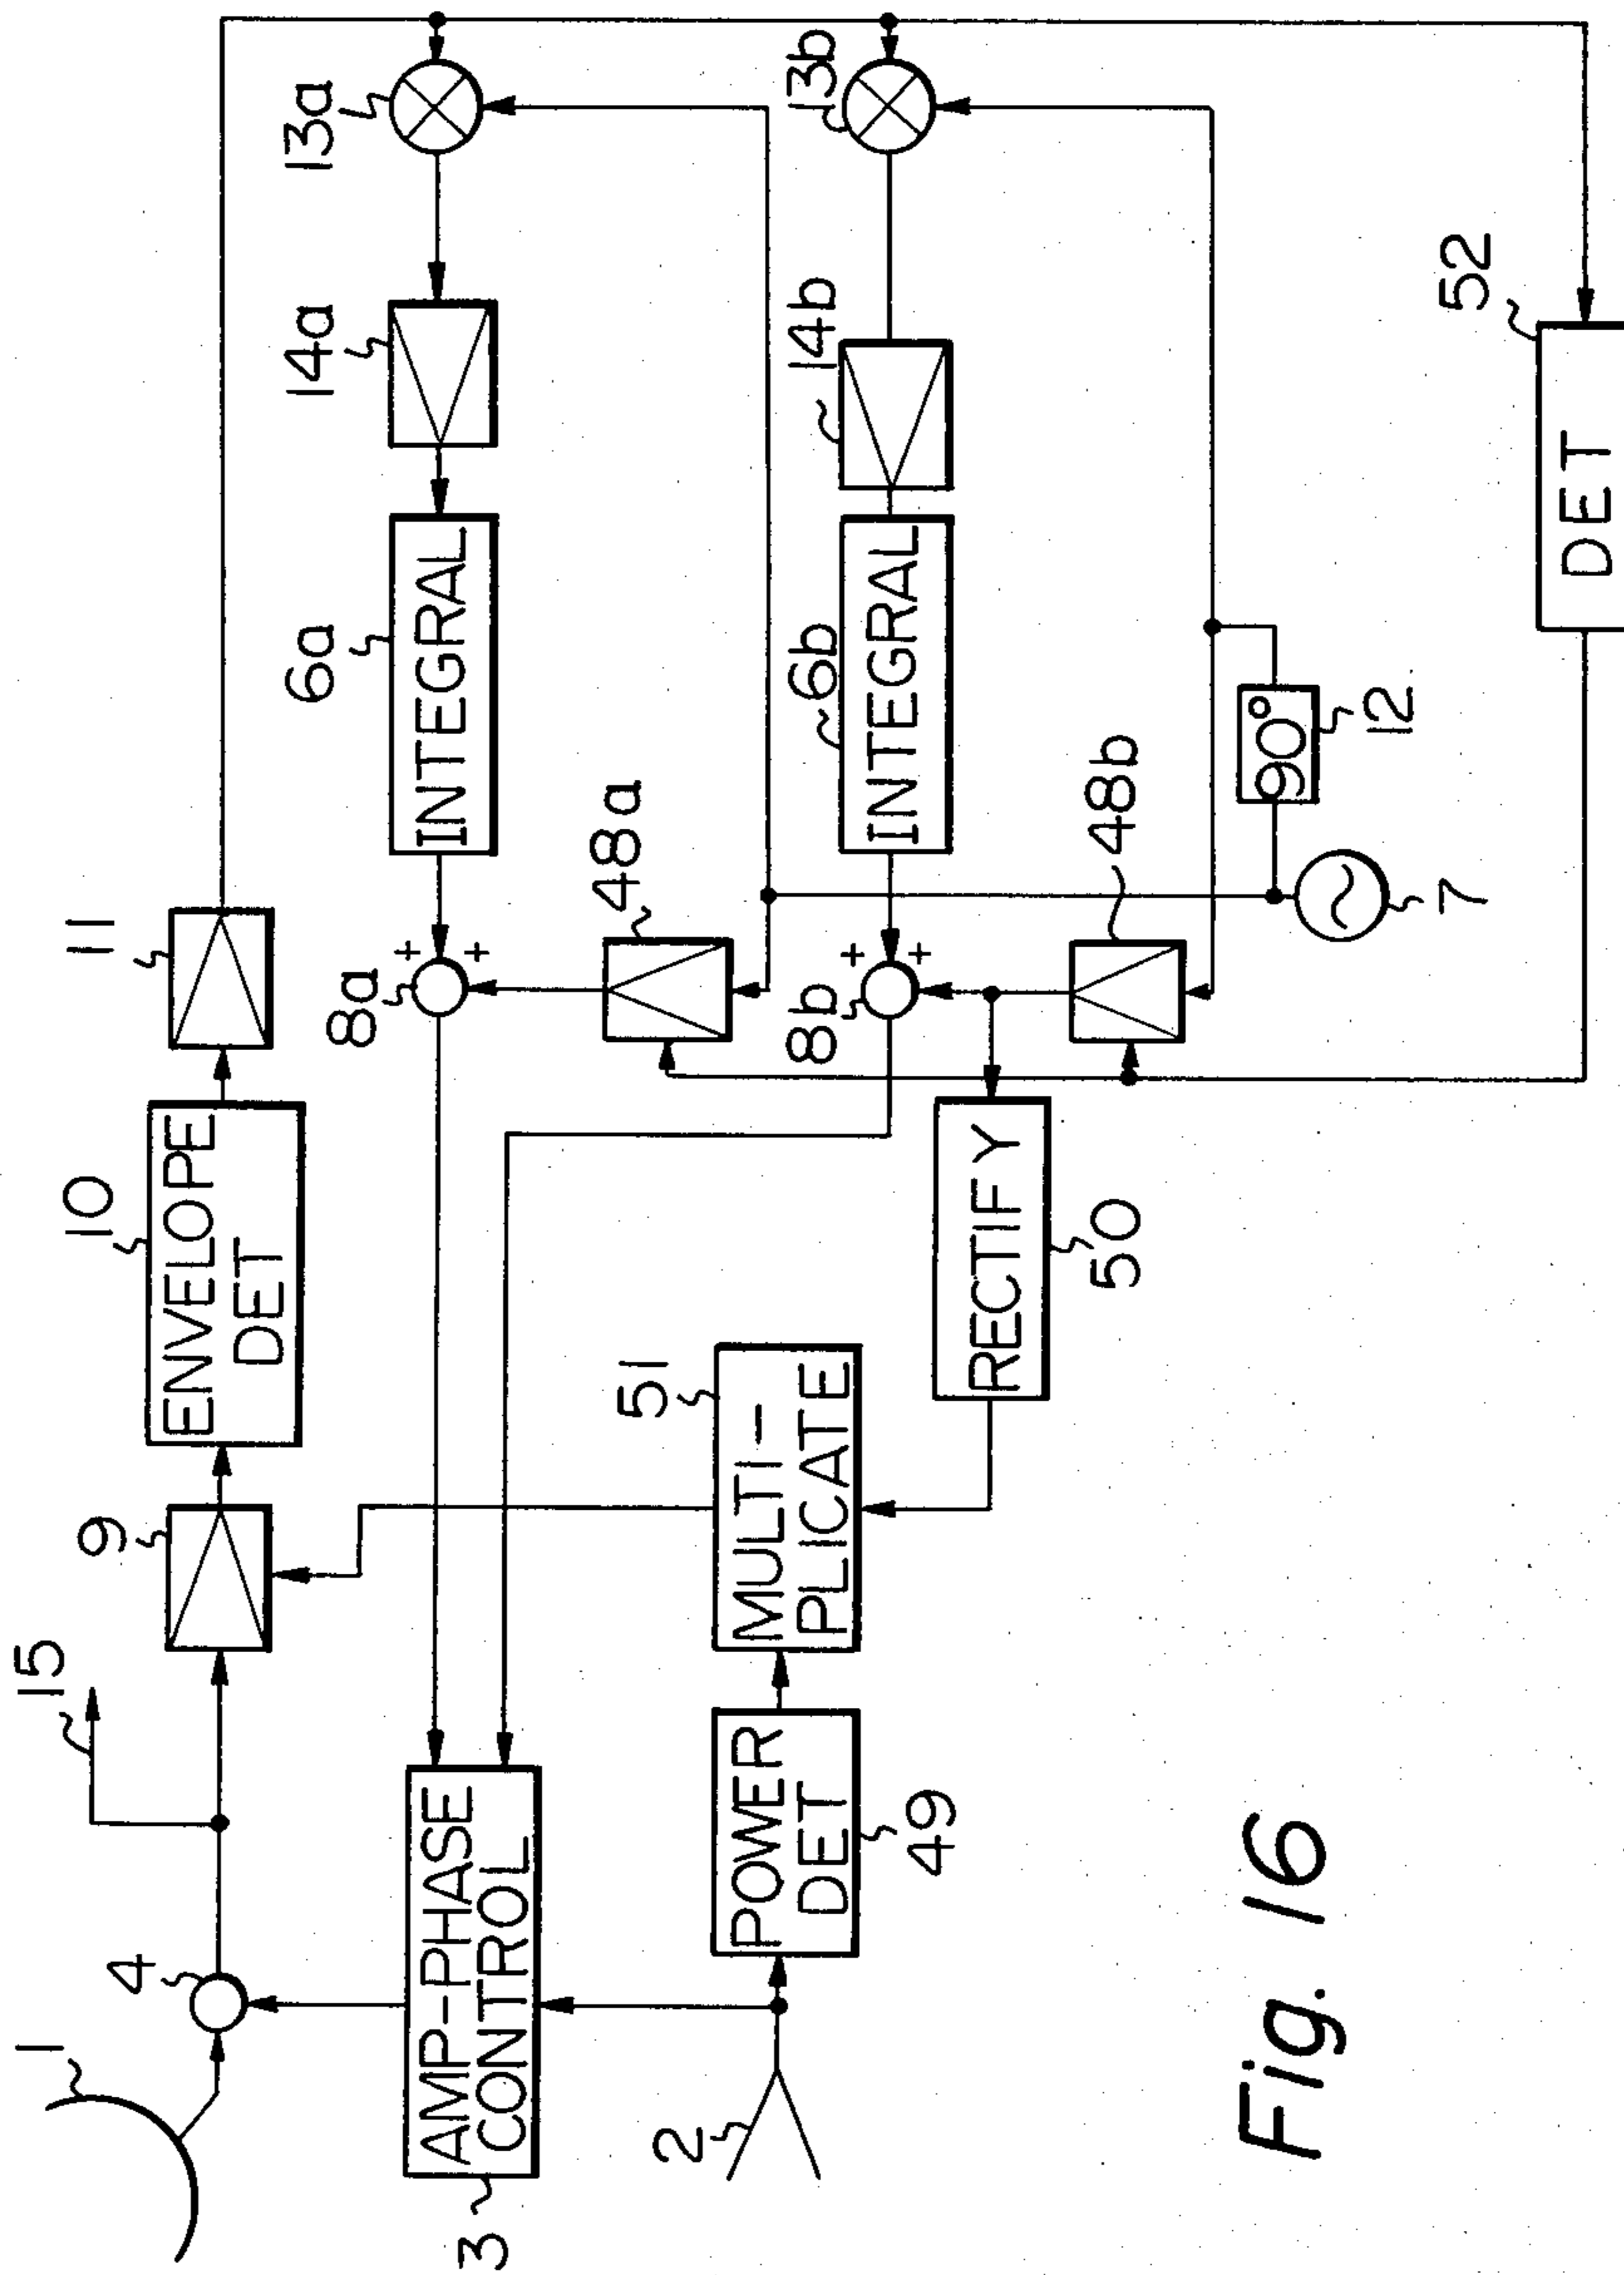 1
4
15
9
10
ENVELOPE
DET
11
3
AMP-PHASE
CONTROL
8a
+
+
6a
INTEGRAL
14a
13a
2
POWER
DET
49
51
MULTI-
PLICATE
48a
8b
+
+
6b
INTEGRAL
14b
13b
RECTIFY
50
48b
90°
12
7
52
DET
Fig. 16